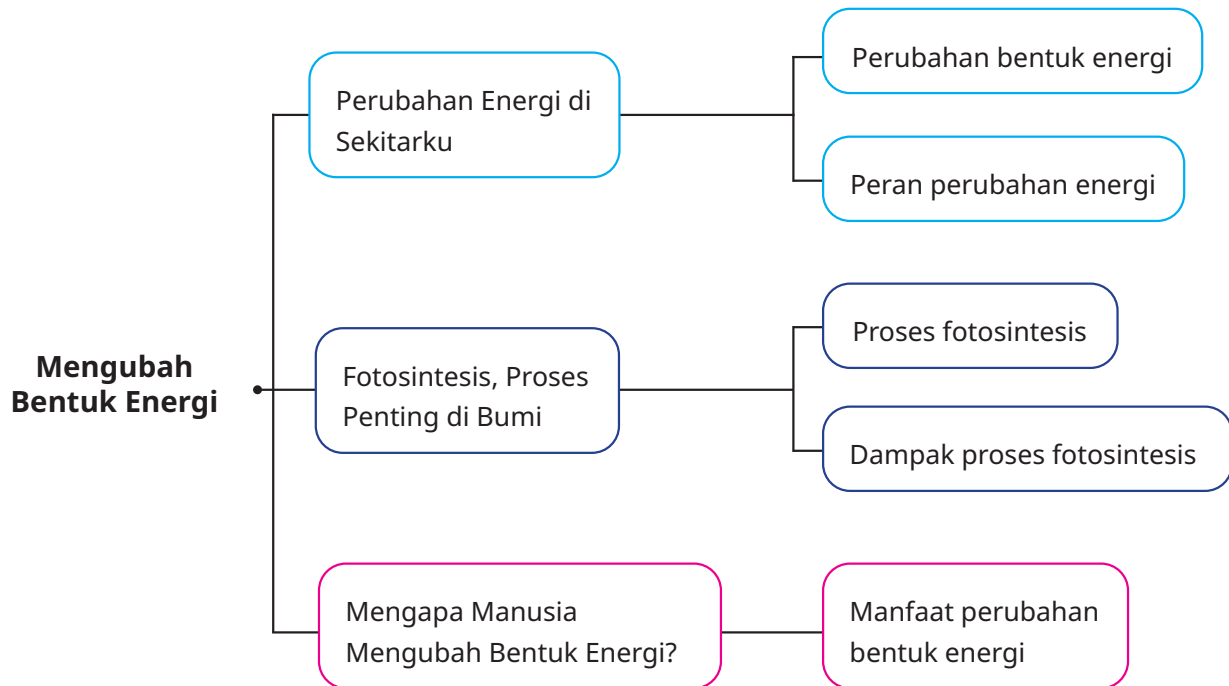 Mengubah
Bentuk Energi
Perubahan Energi di
Sekitarku
Perubahan bentuk energi
Peran perubahan energi
Fotosintesis, Proses
Penting di Bumi
Proses fotosintesis
Dampak proses fotosintesis
Mengapa Manusia
Mengubah Bentuk Energi?
Manfaat perubahan
bentuk energi